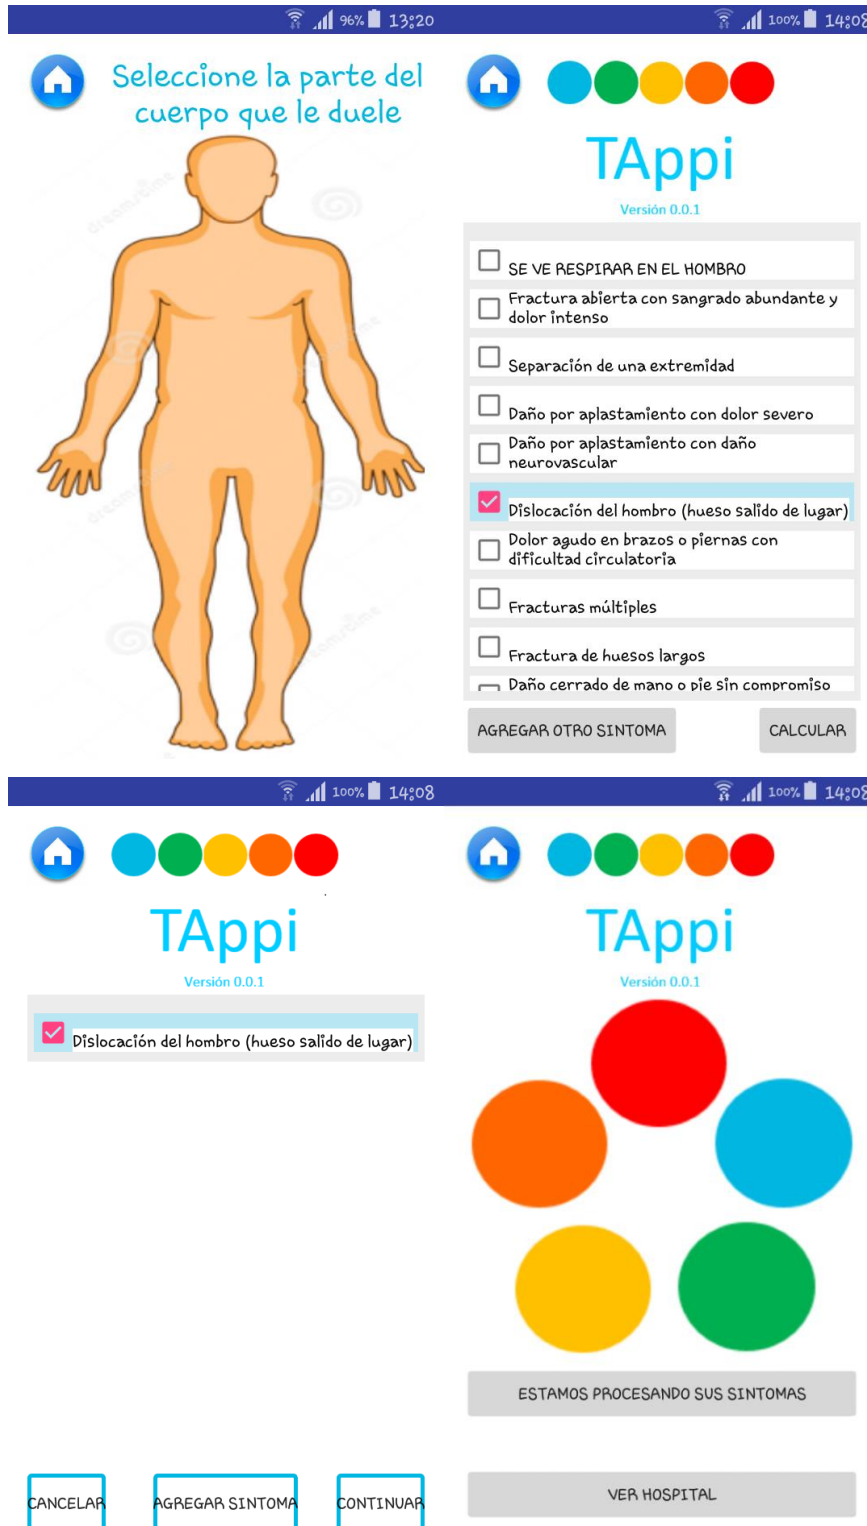 96% 13:20
Seleccione la parte del
cuerpo que le duele
dreamstime
dreamstime
dreamstime
dreamstime
100% 14:08
TAppi
Versión 0.0.1
SE VE RESPIRAR EN EL HOMBRO
Fractura abierta con sangrado abundante y
dolor intenso
Separación de una extremidad
Daño por aplastamiento con dolor severo
Daño por aplastamiento con daño
neurovascular
Dislocación del hombro (hueso salido de lugar)
Dolor agudo en brazos o piernas con
dificultad circulatoria
Fracturas múltiples
Fractura de huesos largos
Daño cerrado de mano o pie sin compromiso
AGREGAR OTRO SINTOMA
CALCULAR
100% 14:08
TAppi
Versión 0.0.1
Dislocación del hombro (hueso salido de lugar)
CANCELAR
AGREGAR SINTOMA
CONTINUAR
100% 14:08
TAppi
Versión 0.0.1
ESTAMOS PROCESANDO SUS SINTOMAS
VER HOSPITAL